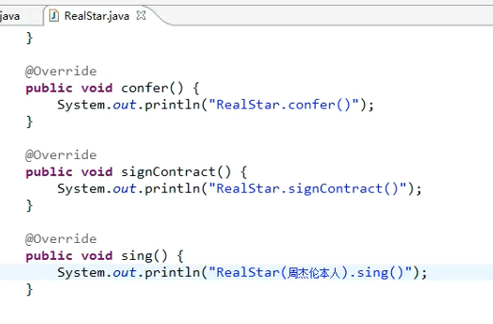 java
RealStar.java
}
@Override
public void confer() {
System.out.println("RealStar.confer()");
}
@Override
public void signContract() {
System.out.println("RealStar.signContract()");
}
@Override
public void sing() {
System.out.println("RealStar(周杰伦本人).sing()");
}